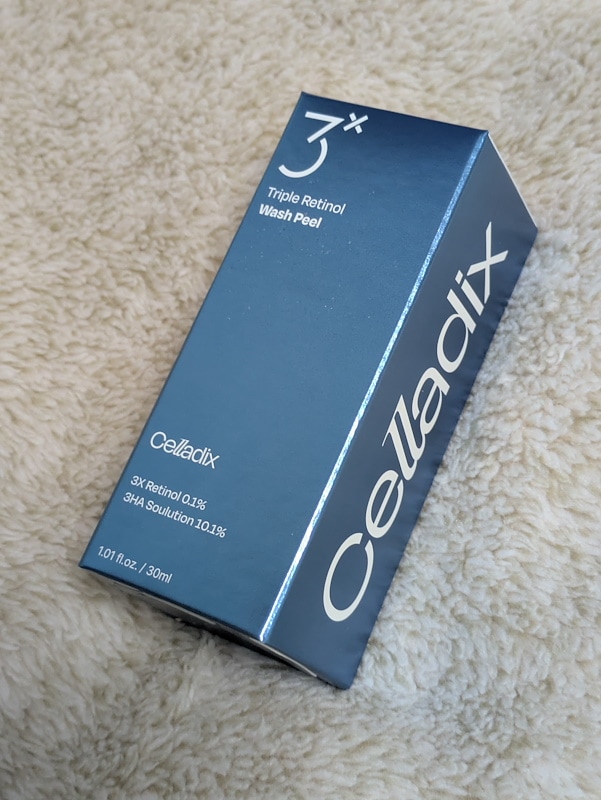 3x
Triple Retinol
Wash Peel
Celladix
3X Retinol 0.1%
3HA Soulution 10.1%
1.01 fl.oz. / 30ml
Celladix